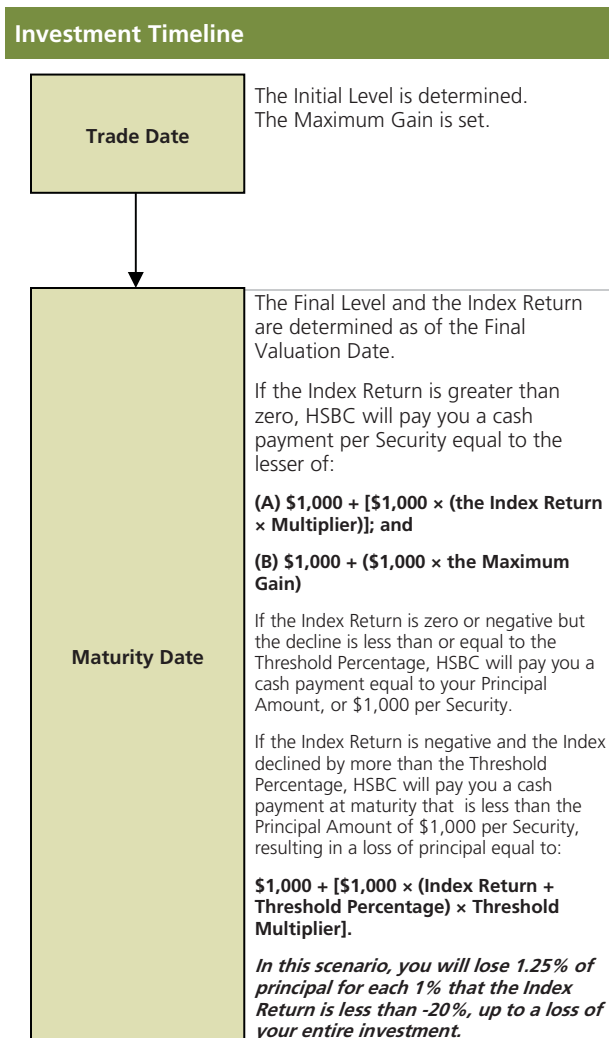 Investment Timeline
Trade Date
The Initial Level is determined.
The Maximum Gain is set.
Maturity Date
The Final Level and the Index Return
are determined as of the Final
Valuation Date.
If the Index Return is greater than
zero, HSBC will pay you a cash
payment per Security equal to the
lesser of:
(A) $1,000 + [$1,000 × (the Index Return
× Multiplier)]; and
(B) $1,000 + ($1,000 × the Maximum
Gain)
If the Index Return is zero or negative but
the decline is less than or equal to the
Threshold Percentage, HSBC will pay you a
cash payment equal to your Principal
Amount, or $1,000 per Security.
If the Index Return is negative and the Index
declined by more than the Threshold
Percentage, HSBC will pay you a cash
payment at maturity that is less than the
Principal Amount of $1,000 per Security,
resulting in a loss of principal equal to:
$1,000 + [$1,000 × (Index Return +
Threshold Percentage) × Threshold
Multiplier].
In this scenario, you will lose 1.25% of
principal for each 1% that the Index
Return is less than -20%, up to a loss of
your entire investment.